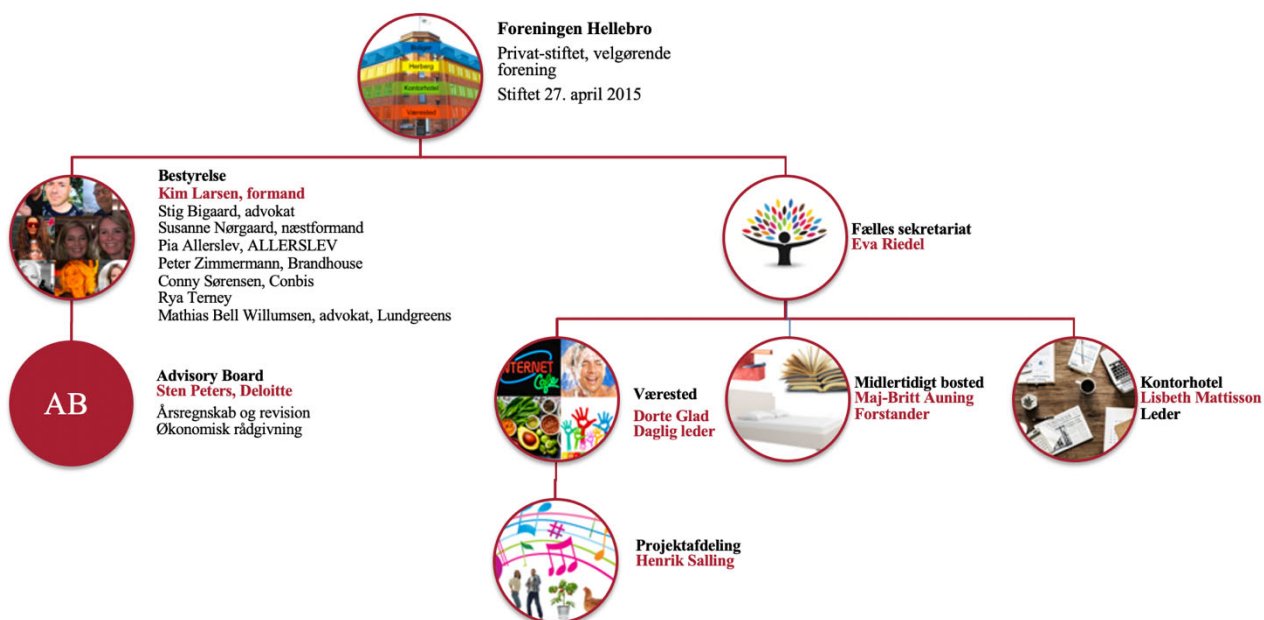 Foreningen Hellebro
Privat-stiftet, velgørende
forening
Stiftet 27. april 2015
Boliger
Herberg
Kontorhotel
Værested
Bestyrelse
Kim Larsen, formand
Stig Bigaard, advokat
Susanne Nørgaard, næstformand
Pia Allerslev, ALLERSLEV
Peter Zimmermann, Brandhouse
Conny Sørensen, Conbis
Rya Terney
Mathias Bell Willumsen, advokat, Lundgreens
Fælles sekretariat
Eva Riedel
AB
Advisory Board
Sten Peters, Deloitte
Årsregnskab og revision
Økonomisk rådgivning
INTERNET
Cafe
Værested
Dorte Glad
Daglig leder
Midlertidigt bosted
Maj-Britt Auning
Forstander
Kontorhotel
Lisbeth Mattisson
Leder
Projektafdeling
Henrik Salling